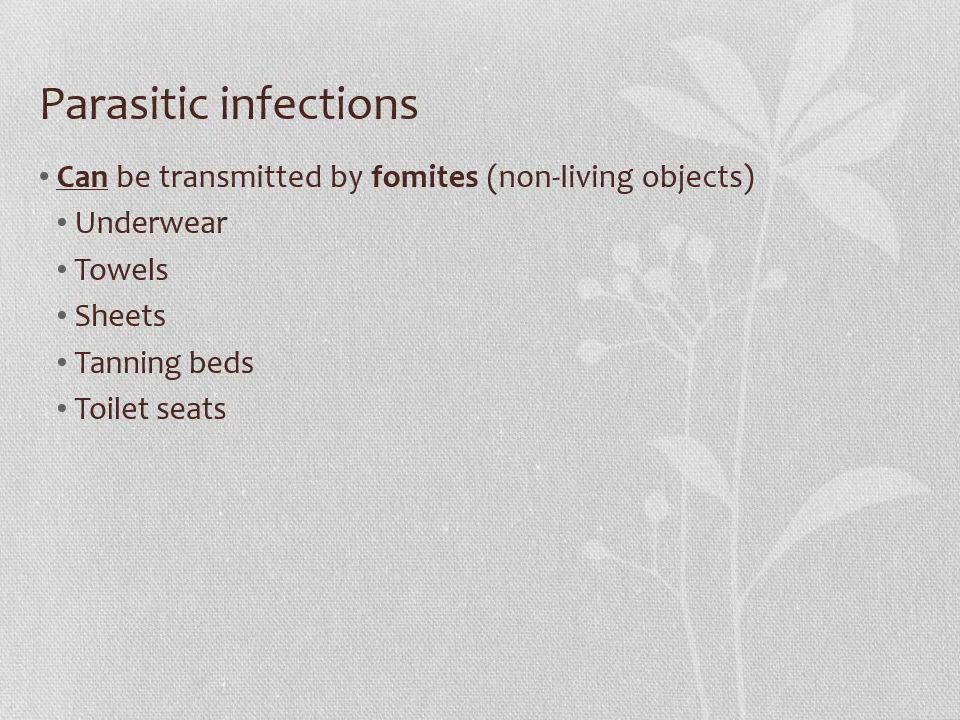 Parasitic infections
• Can be transmitted by fomites (non-living objects)
• Underwear
• Towels
• Sheets
• Tanning beds
• Toilet seats